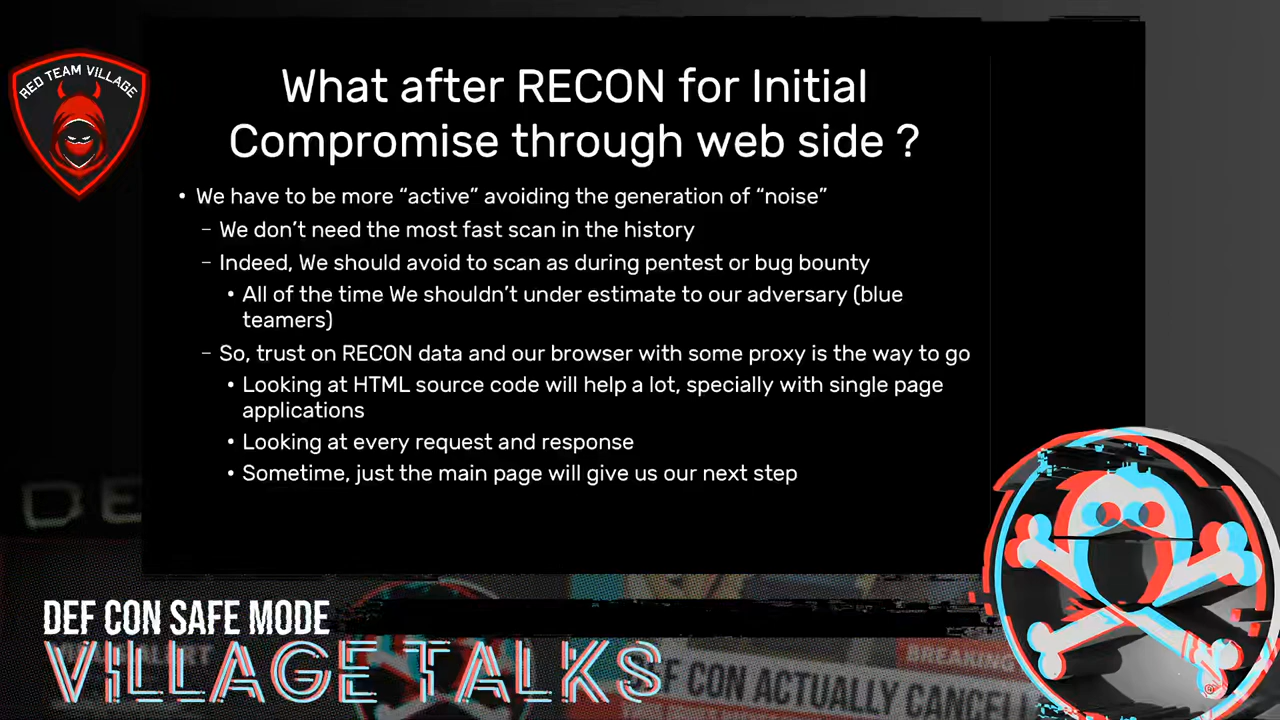 RED TEAM VILLAGE
What after RECON for Initial
Compromise through web side ?
• We have to be more “active” avoiding the generation of “noise”
– We don’t need the most fast scan in the history
– Indeed, We should avoid to scan as during pentest or bug bounty
• All of the time We shouldn’t under estimate to our adversary (blue
teamers)
– So, trust on RECON data and our browser with some proxy is the way to go
• Looking at HTML source code will help a lot, specially with single page
applications
• Looking at every request and response
• Sometime, just the main page will give us our next step
DE
DEF CON SAFE MODE
VILLAGE TALKS
BREAKING
DEF CON ACTUALLY CANCELL